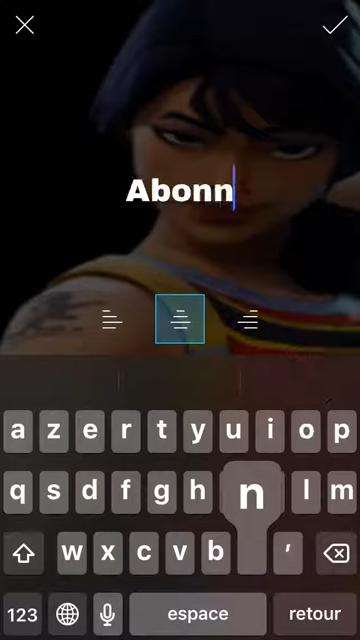 Abonn
a z e r t y u i o p
q s d f g h n l m
w x c v b ’
123 espace retour